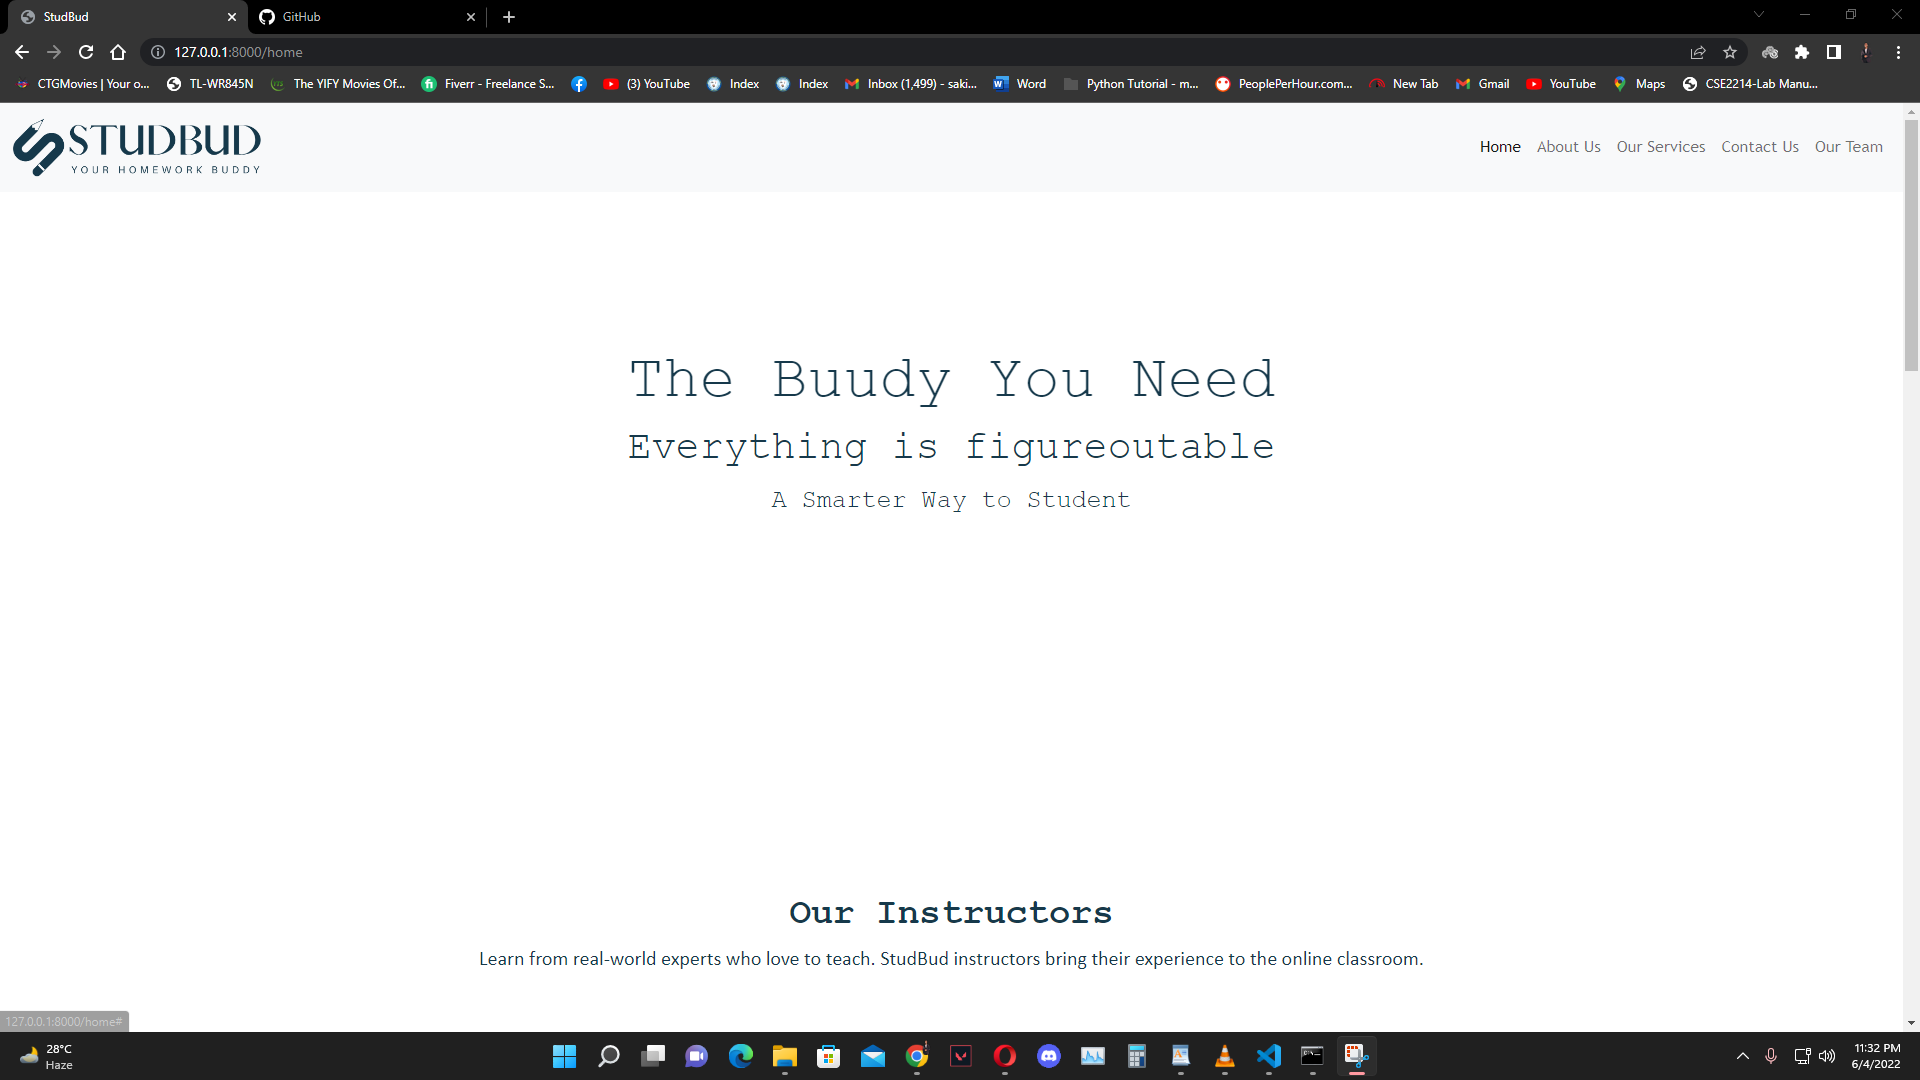 StudBud
GitHub
127.0.0.1:8000/home
CTGMovies | Your o...
TL-WR845N
The YIFY Movies Of...
Fiverr - Freelance S...
(3) YouTube
Index
Index
Inbox (1,499) - saki...
Word
Python Tutorial - m...
PeoplePerHour.com...
New Tab
Gmail
YouTube
Maps
CSE2214-Lab Manu...
STUDBUD
YOUR HOMEWORK BUDDY
Home About Us Our Services Contact Us Our Team
The Buudy You Need
Everything is figureoutable
A Smarter Way to Student
Our Instructors
Learn from real-world experts who love to teach. StudBud instructors bring their experience to the online classroom.
127.0.0.1:8000/home#
28°C
Haze
11:32 PM
6/4/2022